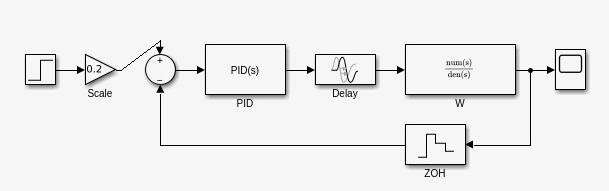 0.2
Scale
+
−
PID(s)
PID
Delay
num(s)
den(s)
W
ZOH